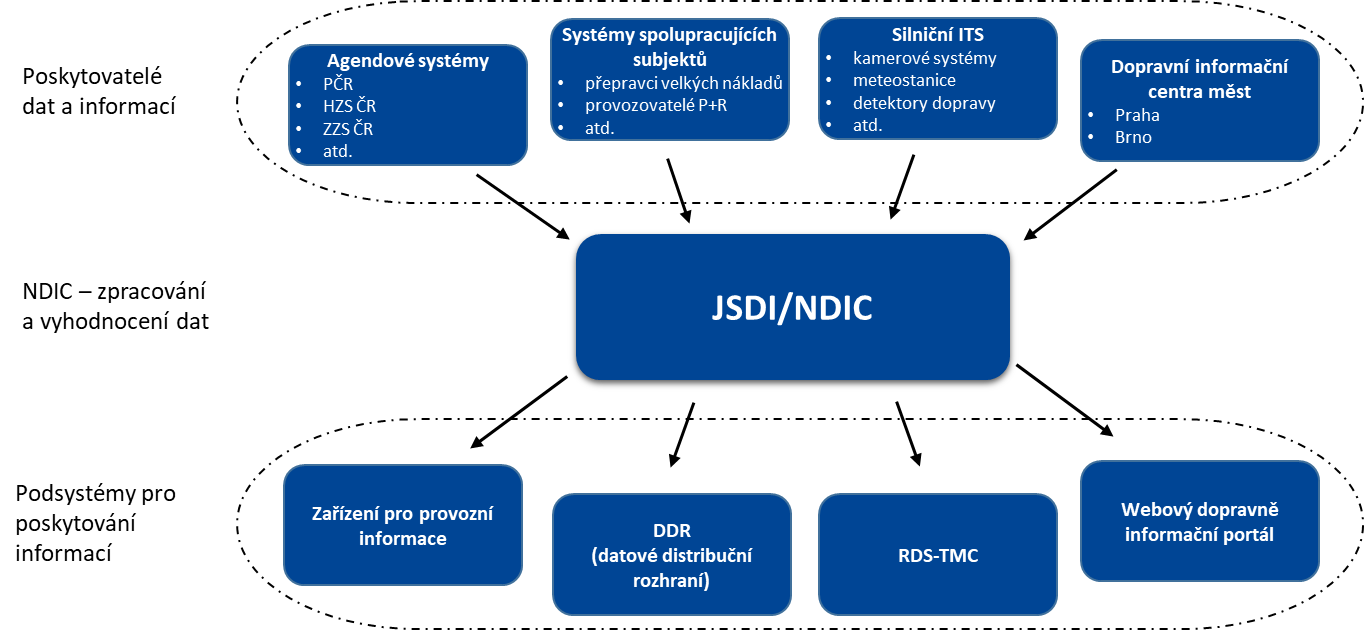 Poskytovatelé
dat a informací
Agendové systémy
• PČR
• HZS ČR
• ZZS ČR
• atd.
Systémy spolupracujících
subjektů
• přepravci velkých nákladů
• provozovatelé P+R
• atd.
Silniční ITS
• kamerové systémy
• meteostanice
• detektory dopravy
• atd.
Dopravní informační
centra měst
• Praha
• Brno
NDIC – zpracování
a vyhodnocení dat
JSDI/NDIC
Podsystémy pro
poskytování
informací
Zařízení pro provozní
informace
DDR
(datové distribuční
rozhraní)
RDS-TMC
Webový dopravně
informační portál